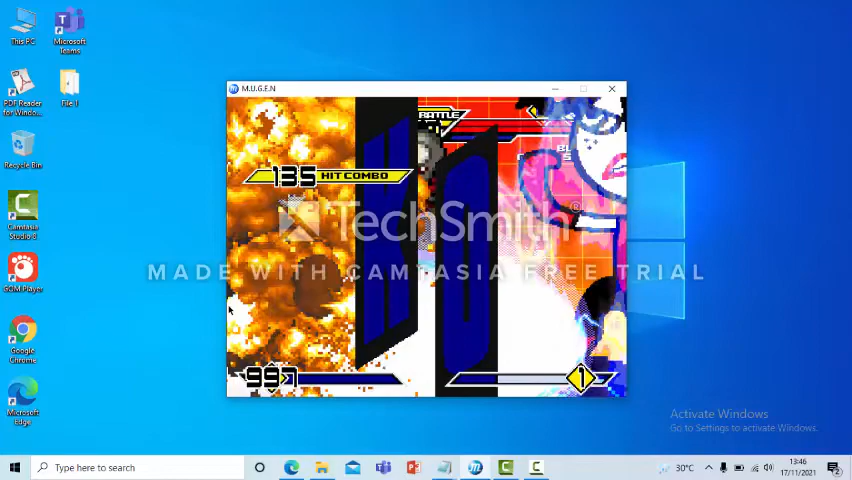 This PC
Microsoft
Teams
PDF Reader
for Windo...
File I
Recycle Bin
Camtasia
Studio 8
GOM Player
Google
Chrome
Microsoft
Edge
M.U.G.E.N
BATTLE
135 HIT COMBO
KO
TechSmith®
MADE WITH CAMTASIA FREE TRIAL
997
1
Activate Windows
Go to Settings to activate Windows.
Type here to search
30°C
13:46
17/11/2021
2